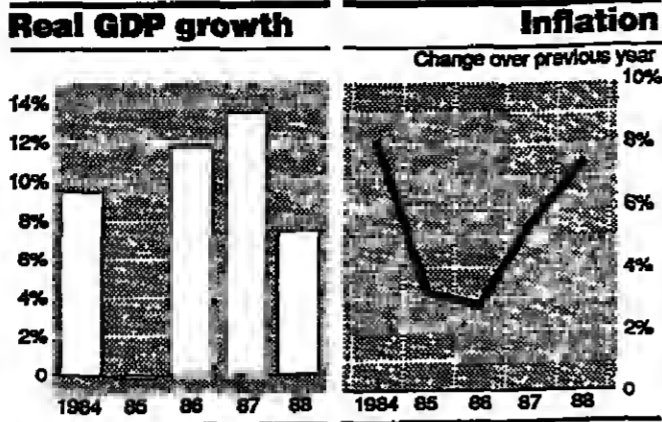 Real GDP growth
14%
12%
10%
8%
6%
4%
2%
0
1984 85 86 87 88
Inflation
Change over previous year
10%
8%
6%
4%
2%
0
1984 85 86 87 88